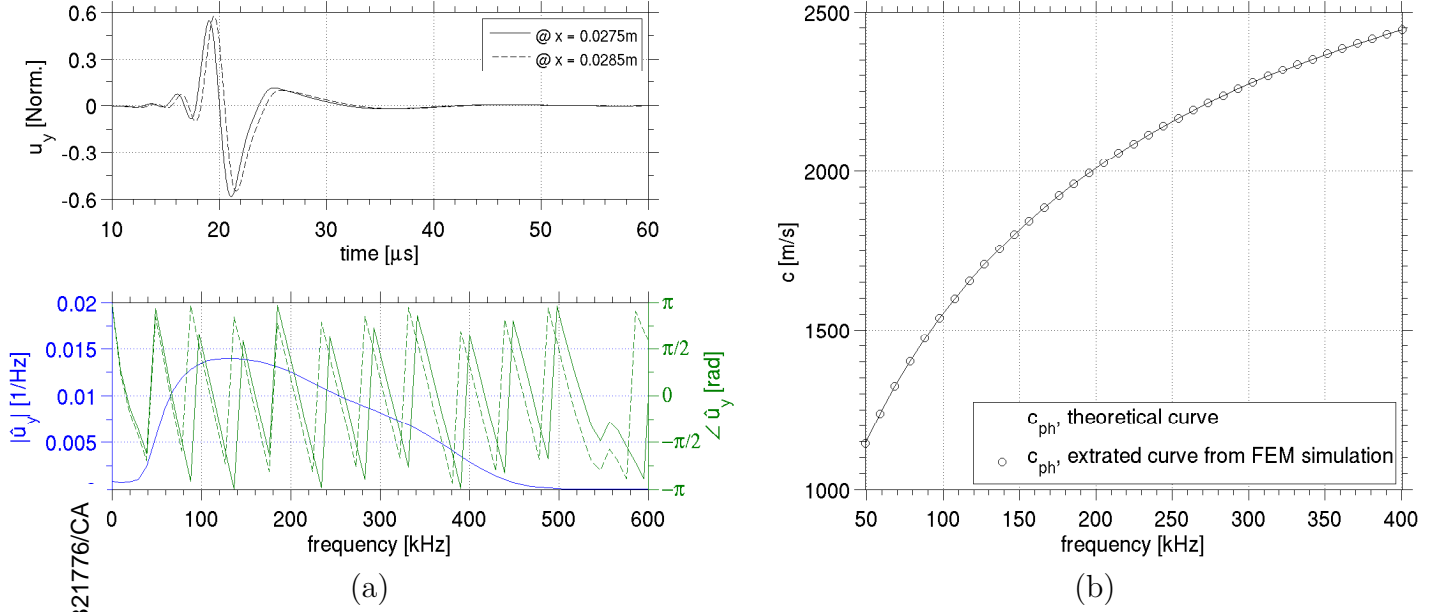 0.6
0.3
0
-0.3
-0.6
u_y [Norm.]
@ x = 0.0275m
@ x = 0.0285m
10 20 30 40 50 60
time [μs]
0.02
0.015
0.01
0.005
|û_y| [1/Hz]
π
π/2
0
−π/2
−π
∠ û_y [rad]
0 100 200 300 400 500 600
frequency [kHz]
321776/CA
(a)
2500
2000
1500
1000
c [m/s]
c_ph, theoretical curve
c_ph, extrated curve from FEM simulation
50 100 150 200 250 300 350 400
frequency [kHz]
(b)